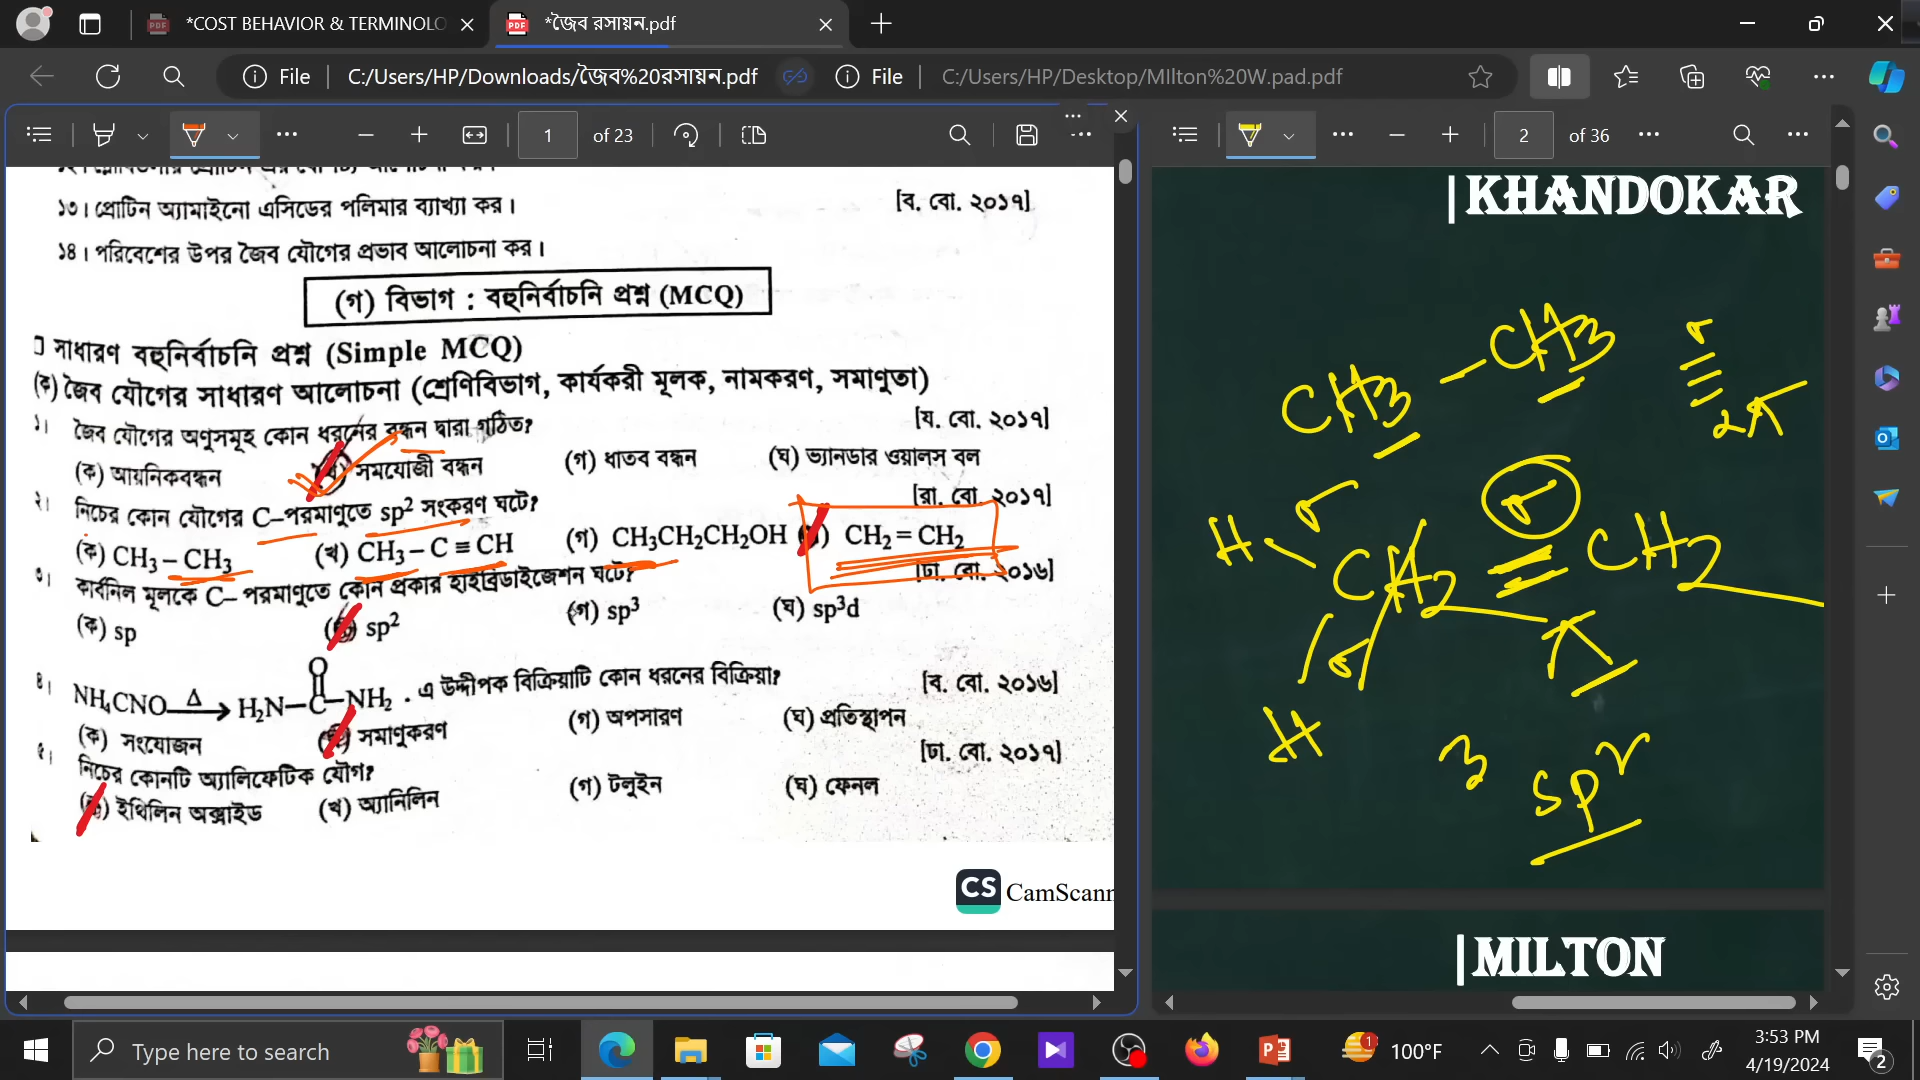 *COST BEHAVIOR & TERMINOLO
*জৈব রসায়ন.pdf
File C:/Users/HP/Downloads/জৈব%20রসায়ন.pdf
File C:/Users/HP/Desktop/MIlton%20W.pad.pdf
1 of 23
2 of 36
১৩। প্রোটিন অ্যামাইনো এসিডের পলিমার ব্যাখ্যা কর। [ব. বো. ২০১৭]
১৪। পরিবেশের উপর জৈব যৌগের প্রভাব আলোচনা কর।
(গ) বিভাগ : বহুনির্বাচনি প্রশ্ন (MCQ)
সাধারণ বহুনির্বাচনি প্রশ্ন (Simple MCQ)
(ক) জৈব যৌগের সাধারণ আলোচনা (শ্রেণিবিভাগ, কার্যকরী মূলক, নামকরণ, সমাণুতা)
১। জৈব যৌগের অণুসমূহ কোন ধরনের বন্ধন দ্বারা গঠিত? [য. বো. ২০১৭]
(ক) আয়নিকবন্ধন সমযোজী বন্ধন (গ) ধাতব বন্ধন (ঘ) ভ্যানডার ওয়ালস বল
২। নিচের কোন যৌগের C–পরমাণুতে sp² সংকরণ ঘটে? [রা. বো. ২০১৭]
(ক) CH₃ – CH₃ (খ) CH₃ – C ≡ CH (গ) CH₃CH₂CH₂OH CH₂ = CH₂
৩। কার্বনিল মূলকে C– পরমাণুতে কোন প্রকার হাইব্রিডাইজেশন ঘটে? [ঢা. বো. ২০১৬]
(ক) sp sp² (গ) sp³ (ঘ) sp³d
৪। NH₄CNO Δ→ H₂N–C–NH₂ . এ উদ্দীপক বিক্রিয়াটি কোন ধরনের বিক্রিয়া? [ব. বো. ২০১৬]
O
(ক) সংযোজন সমাণুকরণ (গ) অপসারণ (ঘ) প্রতিস্থাপন
৫। নিচের কোনটি অ্যালিফেটিক যৌগ? [ঢা. বো. ২০১৭]
ইথিলিন অক্সাইড (খ) অ্যানিলিন (গ) টলুইন (ঘ) ফেনল
CS CamScann
|KHANDOKAR
CH3 – CH3
σ
2π
H σ CH2 = CH2
σ
σ π
H
3 sp²
|MILTON
Type here to search
1
100°F
3:53 PM
4/19/2024
2